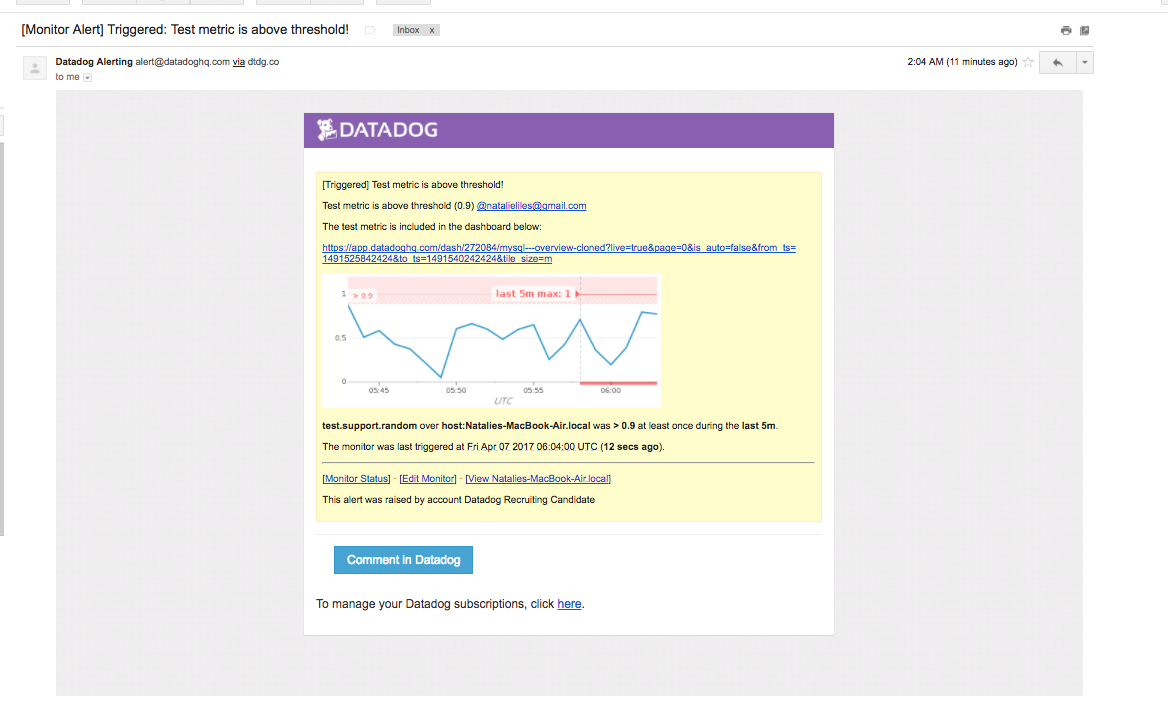 [Monitor Alert] Triggered: Test metric is above threshold!
Inbox x
Datadog Alerting alert@datadoghq.com via dtdg.co
2:04 AM (11 minutes ago)
to me
DATADOG
[Triggered] Test metric is above threshold!
Test metric is above threshold (0.9) @natalieliles@gmail.com
The test metric is included in the dashboard below:
https://app.datadoghq.com/dash/272084/mysql---overview-cloned?live=true&page=0&is_auto=false&from_ts=
1491525842424&to_ts=1491540242424&tile_size=m
1 > 0.9 last 5m max: 1
0.5
0
05:45 05:50 05:55 06:00
UTC
test.support.random over host:Natalies-MacBook-Air.local was > 0.9 at least once during the last 5m.
The monitor was last triggered at Fri Apr 07 2017 06:04:00 UTC (12 secs ago).
[Monitor Status] · [Edit Monitor] · [View Natalies-MacBook-Air.local]
This alert was raised by account Datadog Recruiting Candidate
Comment in Datadog
To manage your Datadog subscriptions, click here.